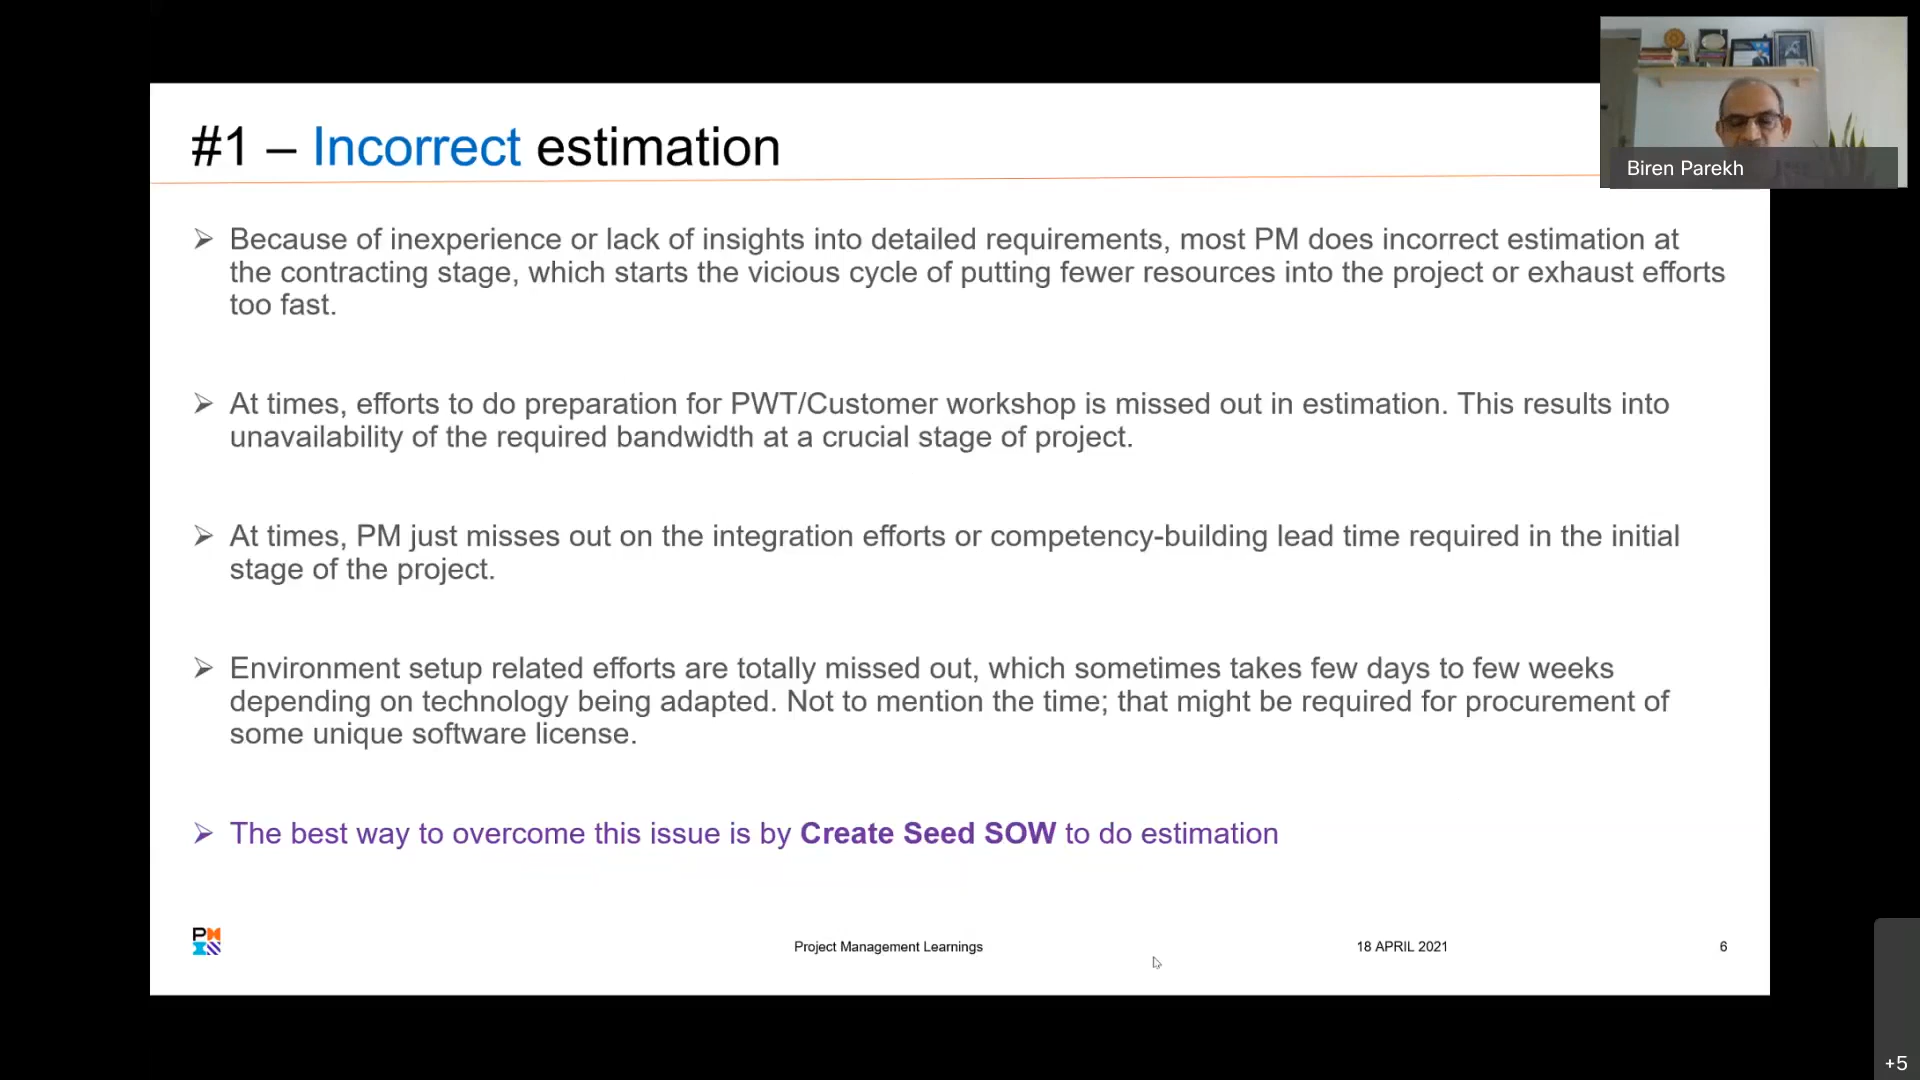 #1 – Incorrect estimation
Biren Parekh
➢ Because of inexperience or lack of insights into detailed requirements, most PM does incorrect estimation at
the contracting stage, which starts the vicious cycle of putting fewer resources into the project or exhaust efforts
too fast.
➢ At times, efforts to do preparation for PWT/Customer workshop is missed out in estimation. This results into
unavailability of the required bandwidth at a crucial stage of project.
➢ At times, PM just misses out on the integration efforts or competency-building lead time required in the initial
stage of the project.
➢ Environment setup related efforts are totally missed out, which sometimes takes few days to few weeks
depending on technology being adapted. Not to mention the time; that might be required for procurement of
some unique software license.
➢ The best way to overcome this issue is by Create Seed SOW to do estimation
Project Management Learnings
18 APRIL 2021
6
+5